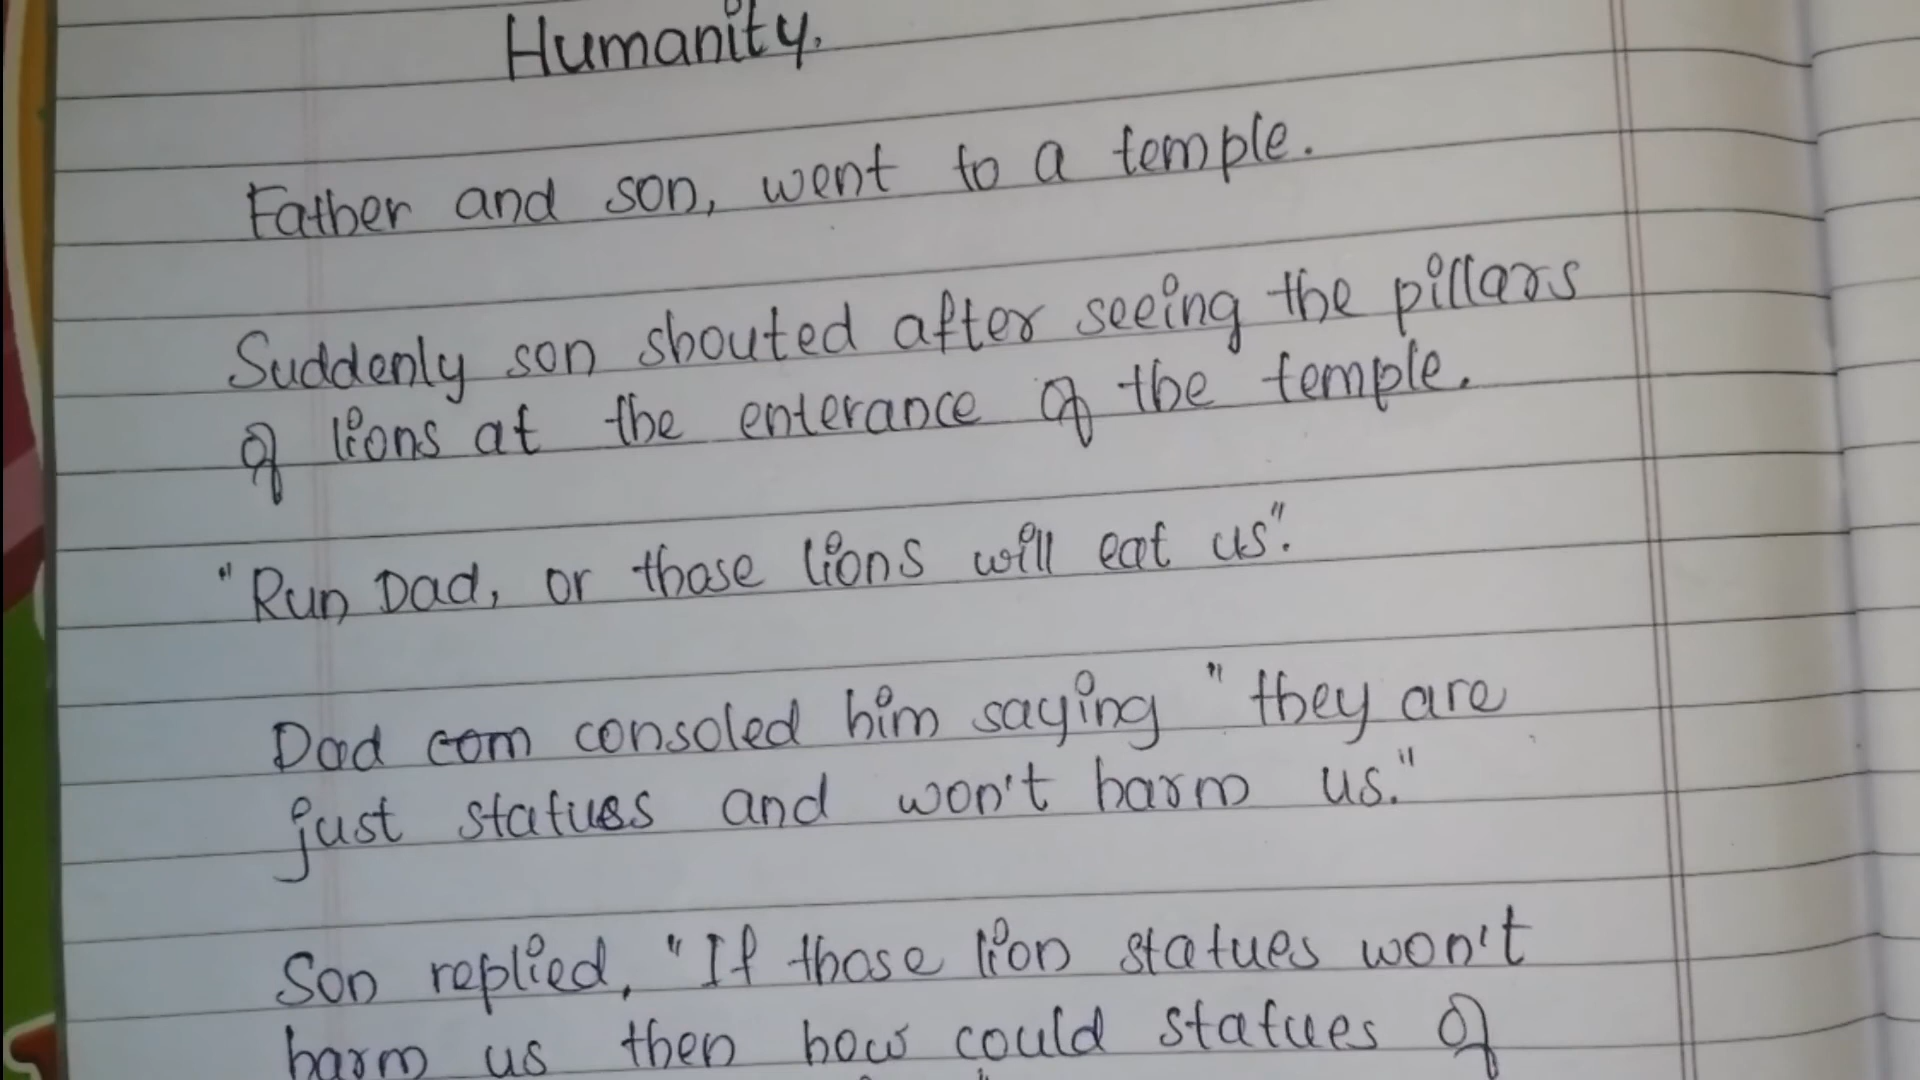 Humanity.
Father and son, went to a temple.
Suddenly son shouted after seeing the pillars
of lions at the enterance of the temple.
"Run Dad, or those lions will eat us".
Dad com consoled him saying "they are
just statues and won't harm us."
Son replied, "If those lion statues won't
harm us then how could statues of